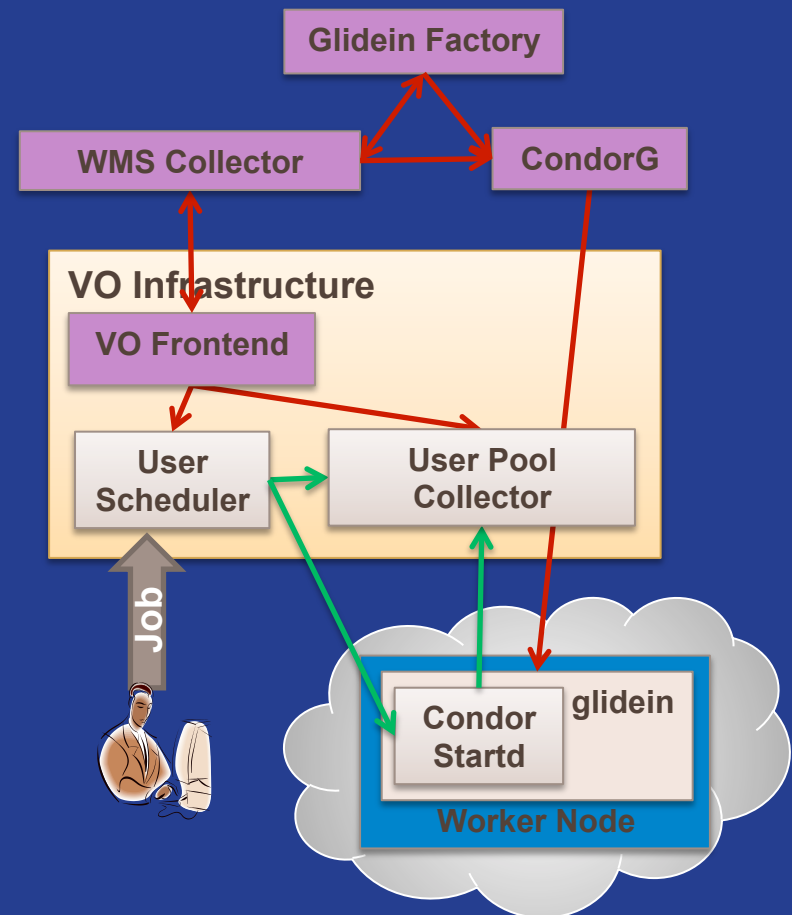 Glidein Factory
WMS Collector
CondorG
VO Infrastructure
VO Frontend
User
Scheduler
User Pool
Collector
Job
Condor
Startd
glidein
Worker Node